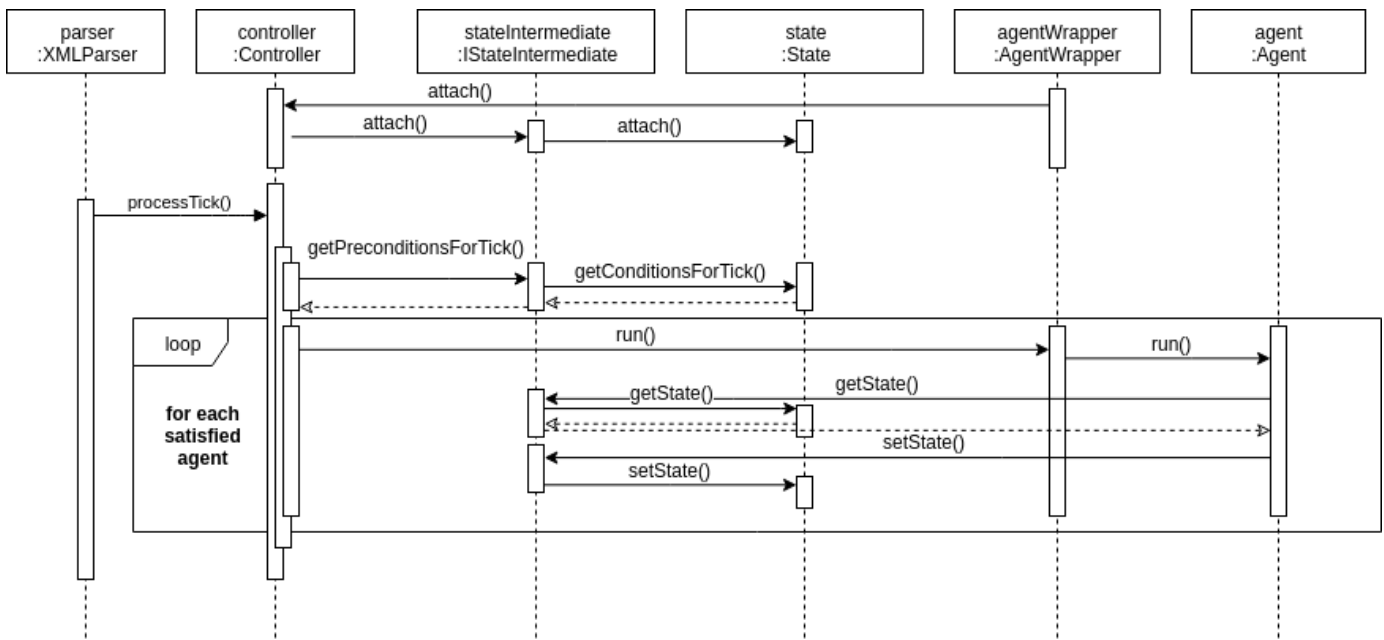 parser
:XMLParser
controller
:Controller
stateIntermediate
:IStateIntermediate
state
:State
agentWrapper
:AgentWrapper
agent
:Agent
attach()
attach()
attach()
processTick()
getPreconditionsForTick()
getConditionsForTick()
loop
run()
run()
getState()
getState()
for each
satisfied
agent
setState()
setState()